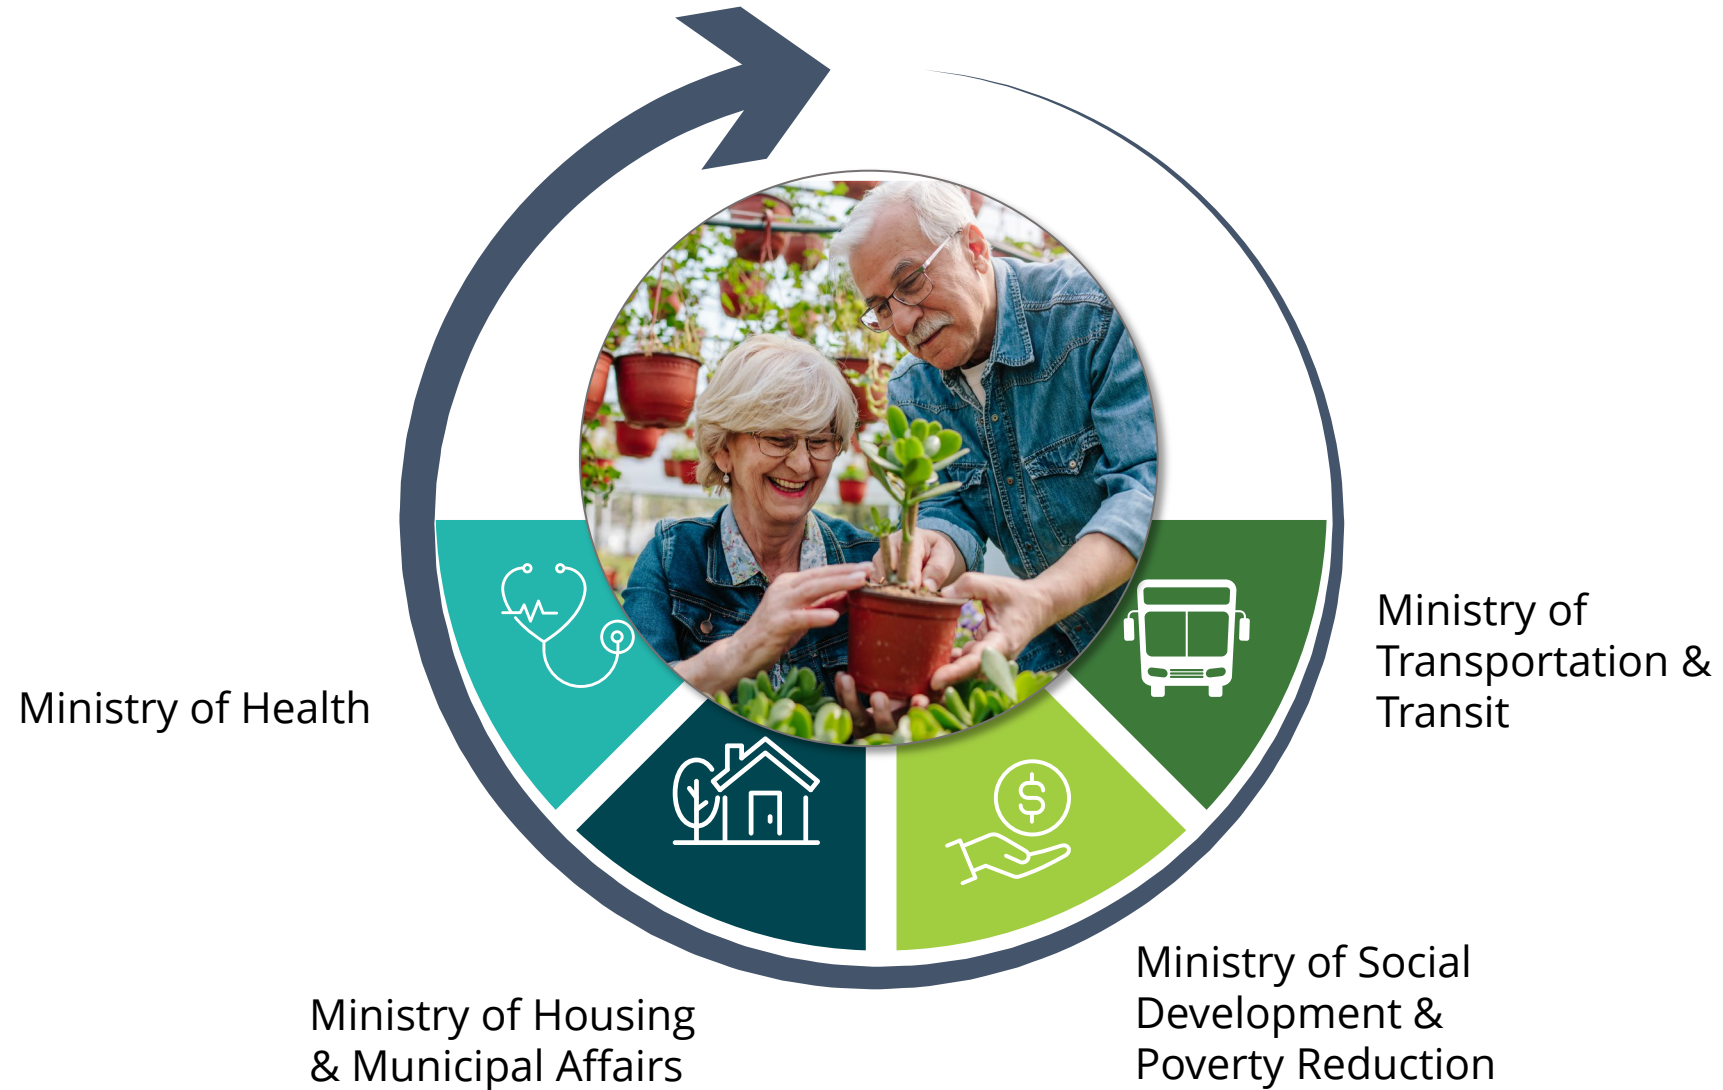 Ministry of
Transportation &
Transit
Ministry of Health
$
Ministry of Social
Development &
Poverty Reduction
Ministry of Housing
& Municipal Affairs